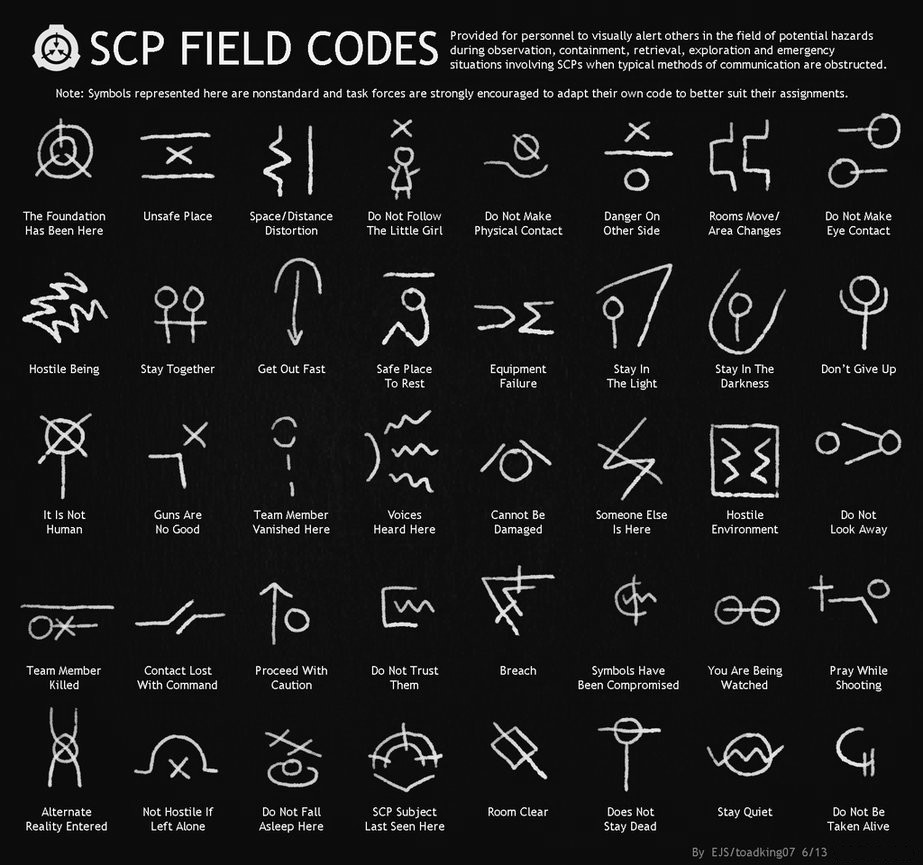 SCP FIELD CODES
Provided for personnel to visually alert others in the field of potential hazards
during observation, containment, retrieval, exploration and emergency
situations involving SCPs when typical methods of communication are obstructed.
Note: Symbols represented here are nonstandard and task forces are strongly encouraged to adapt their own code to better suit their assignments.
The Foundation
Has Been Here
Unsafe Place
Space/Distance
Distortion
Do Not Follow
The Little Girl
Do Not Make
Physical Contact
Danger On
Other Side
Rooms Move/
Area Changes
Do Not Make
Eye Contact
Hostile Being
Stay Together
Get Out Fast
Safe Place
To Rest
Equipment
Failure
Stay In
The Light
Stay In The
Darkness
Don't Give Up
It Is Not
Human
Guns Are
No Good
Team Member
Vanished Here
Voices
Heard Here
Cannot Be
Damaged
Someone Else
Is Here
Hostile
Environment
Do Not
Look Away
Team Member
Killed
Contact Lost
With Command
Proceed With
Caution
Do Not Trust
Them
Breach
Symbols Have
Been Compromised
You Are Being
Watched
Pray While
Shooting
Alternate
Reality Entered
Not Hostile If
Left Alone
Do Not Fall
Asleep Here
SCP Subject
Last Seen Here
Room Clear
Does Not
Stay Dead
Stay Quiet
Do Not Be
Taken Alive
By EJS/toadking07 6/13